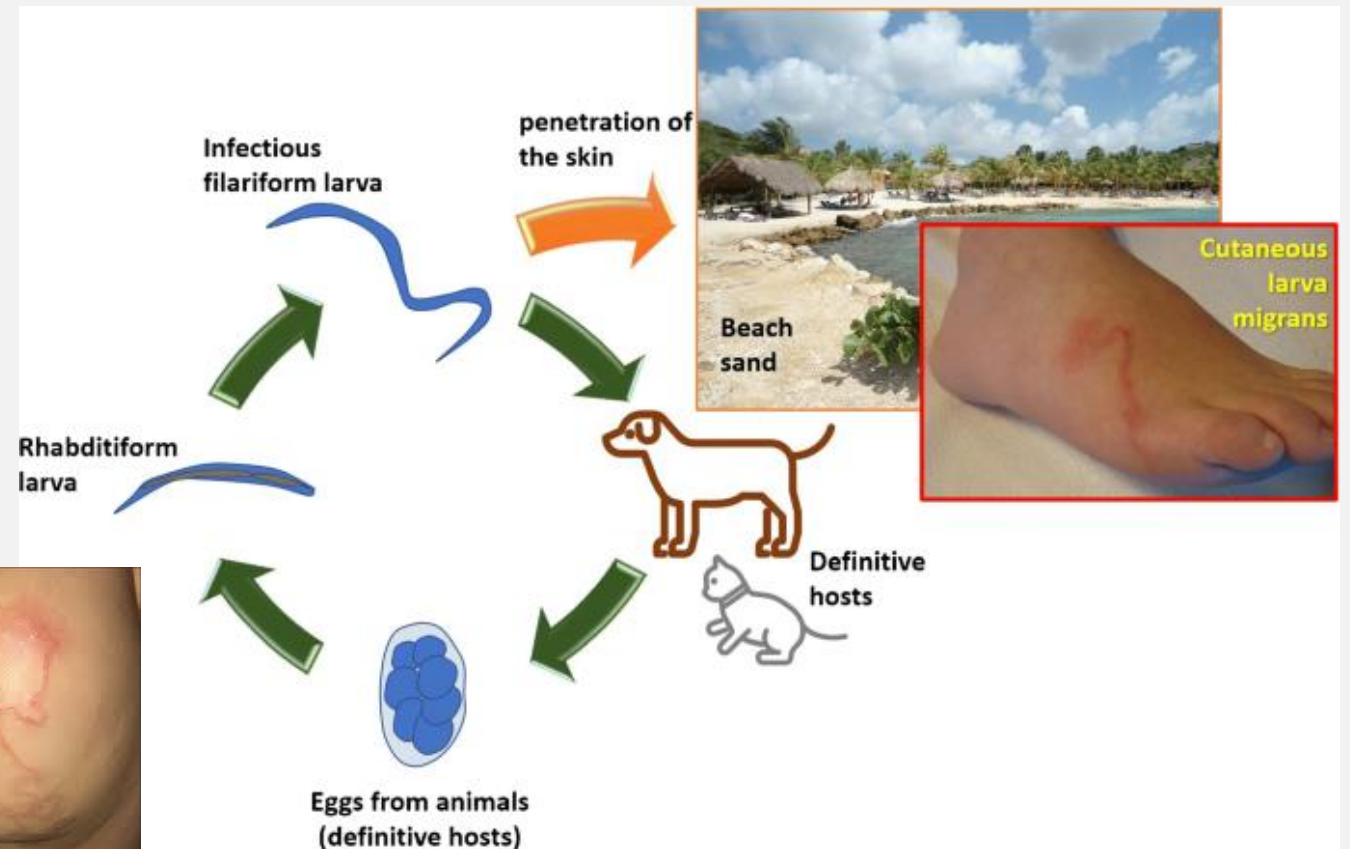 Infectious
filariform larva
penetration of
the skin
Beach
sand
Cutaneous
larva
migrans
Rhabditiform
larva
Definitive
hosts
Eggs from animals
(definitive hosts)